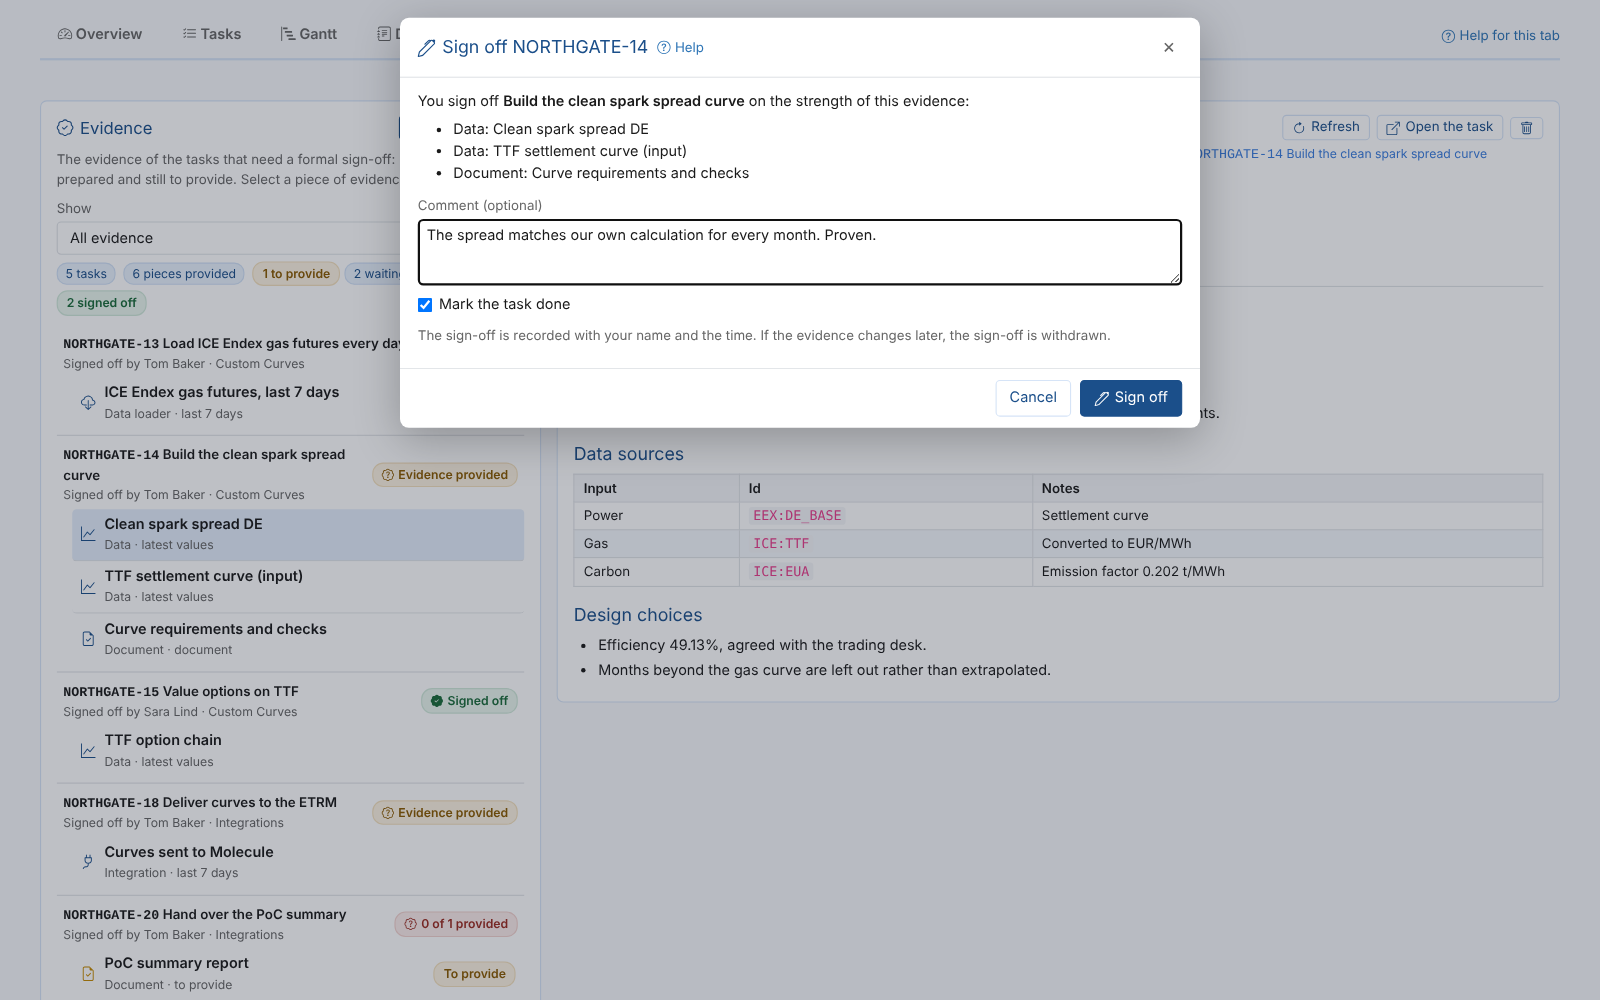 Overview
Tasks
Gantt
Help for this tab
Sign off NORTHGATE-14
Help
You sign off Build the clean spark spread curve on the strength of this evidence:
Data: Clean spark spread DE
Data: TTF settlement curve (input)
Document: Curve requirements and checks
Comment (optional)
The spread matches our own calculation for every month. Proven.
Mark the task done
The sign-off is recorded with your name and the time. If the evidence changes later, the sign-off is withdrawn.
Cancel
Sign off
Evidence
The evidence of the tasks that need a formal sign-off:
prepared and still to provide. Select a piece of
Show
All evidence
5 tasks
6 pieces provided
1 to provide
2
2 signed off
NORTHGATE-13 Load ICE Endex gas futures every
Signed off by Tom Baker · Custom Curves
ICE Endex gas futures, last 7 days
Data loader · last 7 days
NORTHGATE-14 Build the clean spark spread
curve
Evidence provided
Signed off by Tom Baker · Custom Curves
Clean spark spread DE
Data · latest values
TTF settlement curve (input)
Data · latest values
Curve requirements and checks
Document · document
NORTHGATE-15 Value options on TTF
Signed off
Signed off by Sara Lind · Custom Curves
TTF option chain
Data · latest values
NORTHGATE-18 Deliver curves to the ETRM
Evidence provided
Signed off by Tom Baker · Integrations
Curves sent to Molecule
Integration · last 7 days
NORTHGATE-20 Hand over the PoC summary
0 of 1 provided
Signed off by Tom Baker · Integrations
PoC summary report
To provide
Document · to provide
Refresh
Open the task
Build the clean spark spread curve
Data sources
Input Id Notes
Power EEX:DE_BASE Settlement curve
Gas ICE:TTF Converted to EUR/MWh
Carbon ICE:EUA Emission factor 0.202 t/MWh
Design choices
Efficiency 49.13%, agreed with the trading desk.
Months beyond the gas curve are left out rather than extrapolated.